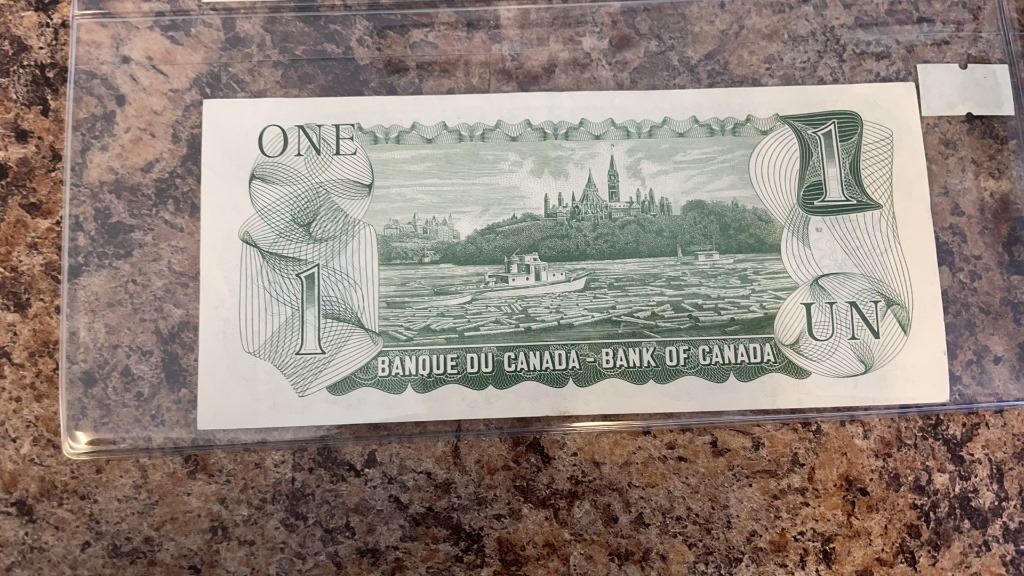 ONE
1
1
UN
BANQUE DU CANADA - BANK OF CANADA